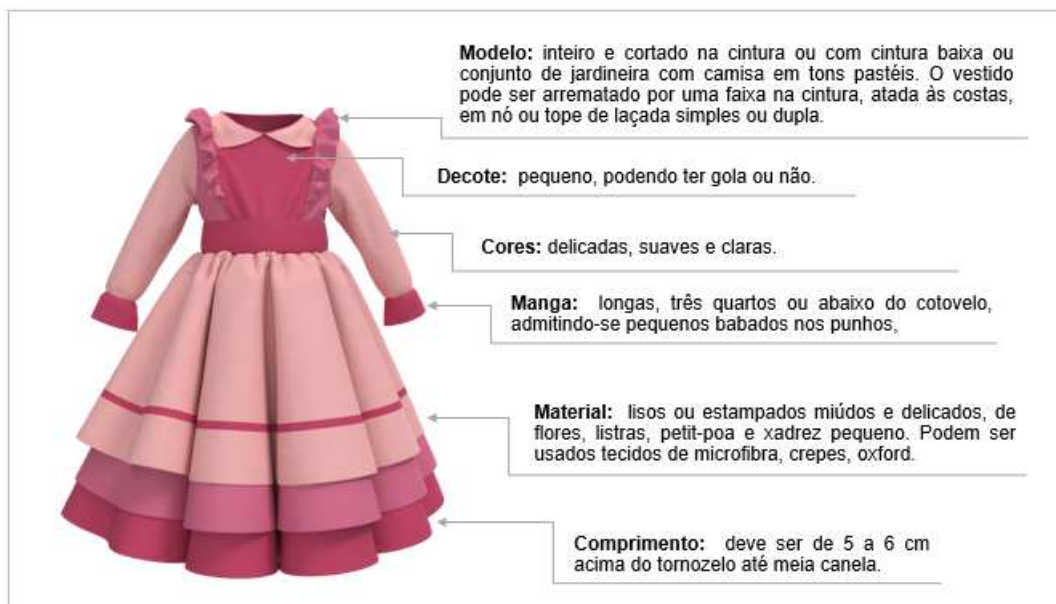 Modelo: inteiro e cortado na cintura ou com cintura baixa ou
conjunto de jardineira com camisa em tons pastéis. O vestido
pode ser arrematado por uma faixa na cintura, atada às costas,
em nó ou tope de laçada simples ou dupla.
Decote: pequeno, podendo ter gola ou não.
Cores: delicadas, suaves e claras.
Manga: longas, três quartos ou abaixo do cotovelo,
admitindo-se pequenos babados nos punhos,
Material: lisos ou estampados miúdos e delicados, de
flores, listras, petit-poa e xadrez pequeno. Podem ser
usados tecidos de microfibra, crepes, oxford.
Comprimento: deve ser de 5 a 6 cm
acima do tornozelo até meia canela.